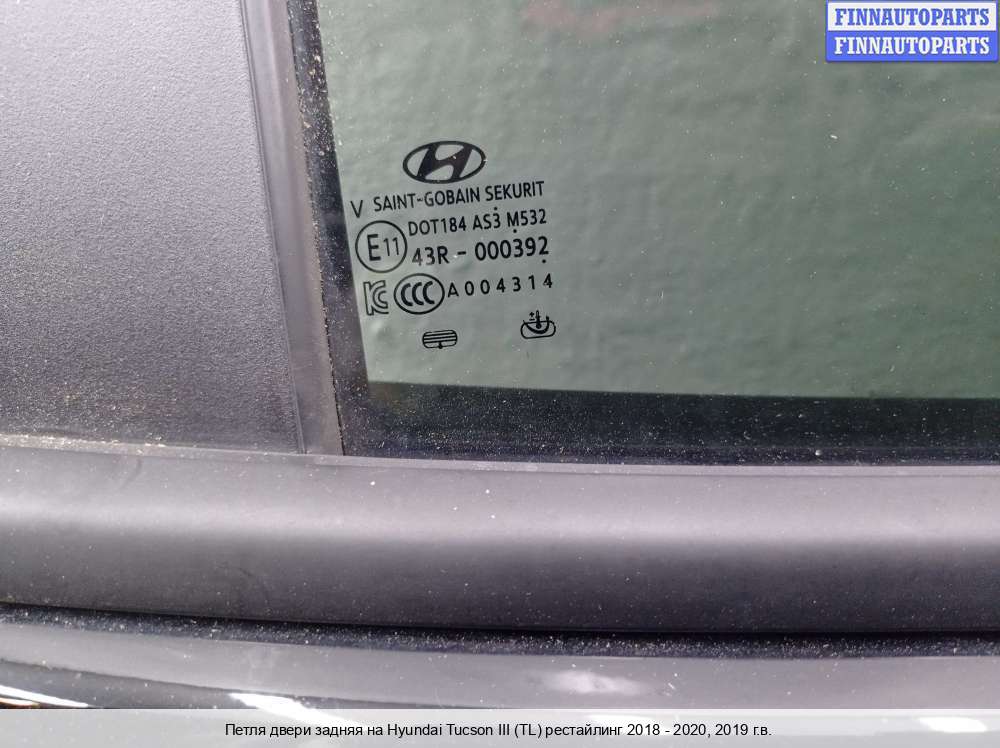 FINNAUTOPARTS
FINNAUTOPARTS
SAINT-GOBAIN SEKURIT
V
DOT184 AS3 M532
E11
43R - 000392
CCC A004314
Петля двери задняя на Hyundai Tucson III (TL) рестайлинг 2018 - 2020, 2019 г.в.